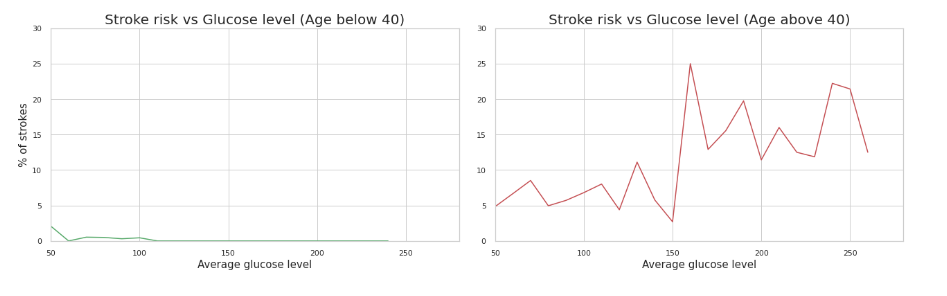 Stroke risk vs Glucose level (Age below 40)
30
25
20
15
10
5
0
% of strokes
50 100 150 200 250
Average glucose level
Stroke risk vs Glucose level (Age above 40)
30
25
20
15
10
5
0
50 100 150 200 250
Average glucose level